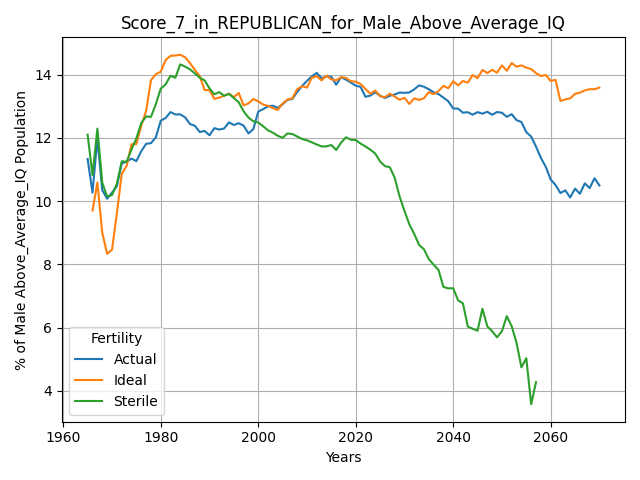 Score_7_in_REPUBLICAN_for_Male_Above_Average_IQ
% of Male Above_Average_IQ Population
14
12
10
8
6
4
Fertility
Actual
Ideal
Sterile
1960
1980
2000
2020
2040
2060
Years